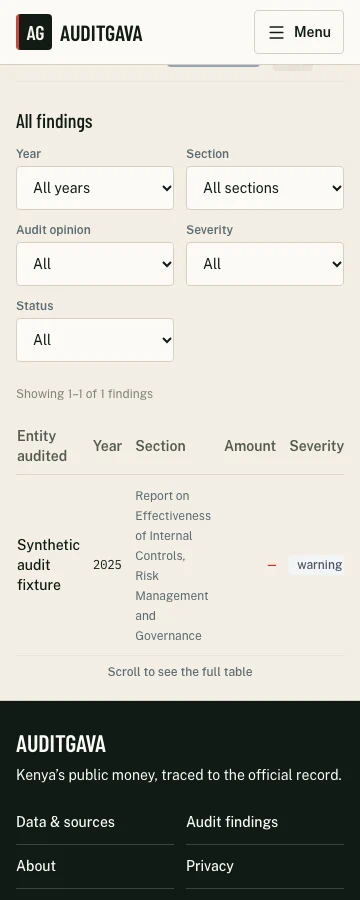 AG AUDITGAVA
Menu
All findings
Year
Section
All years
All sections
Audit opinion
Severity
All
All
Status
All
Showing 1–1 of 1 findings
Entity audited
Year
Section
Amount
Severity
Synthetic audit fixture
2025
Report on
Effectiveness
of Internal
Controls,
Risk
Management
and
Governance
–
warning
Scroll to see the full table
AUDITGAVA
Kenya’s public money, traced to the official record.
Data & sources
Audit findings
About
Privacy